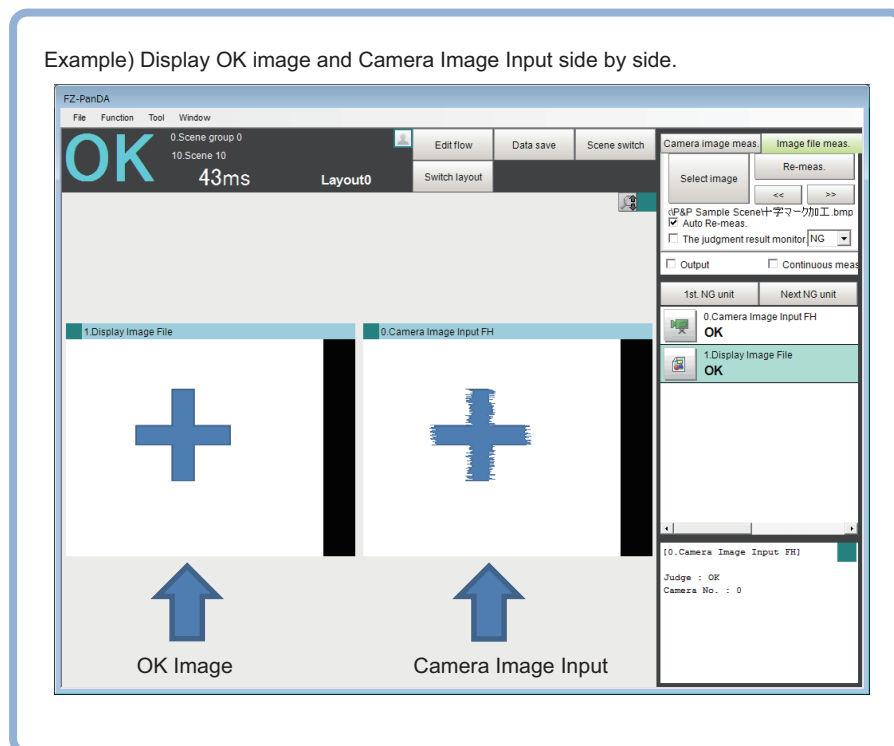 Example) Display OK image and Camera Image Input side by side.
FZ-PanDA
File Function Tool Window
OK
0.Scene group 0
10.Scene 10
43ms
Layout0
Edit flow
Data save
Scene switch
Switch layout
Camera image meas.
Image file meas.
Select image
Re-meas.
<<
>>
\P&P Sample Scene\十字マーク加工.bmp
Auto Re-meas.
The judgment result monitor. NG
Output
Continuous meas
1st. NG unit
Next NG unit
0.Camera Image Input FH
OK
1.Display Image File
OK
1.Display Image File
0.Camera Image Input FH
[0.Camera Image Input FH]
Judge : OK
Camera No. : 0
OK Image
Camera Image Input